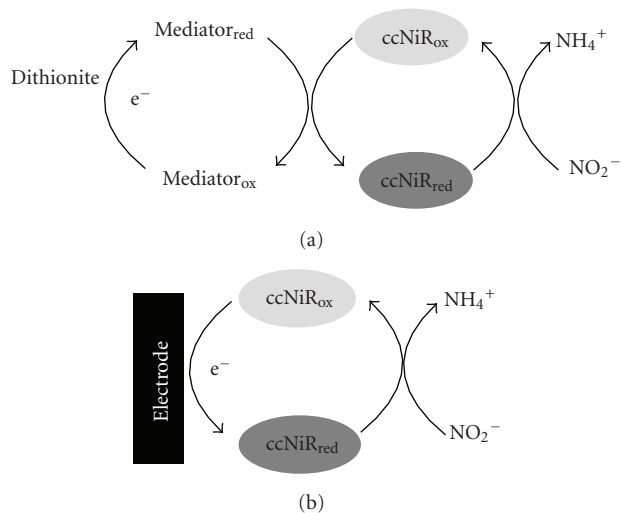 Mediator_red
ccNiR_ox
NH₄⁺
Dithionite
e⁻
Mediator_ox
ccNiR_red
NO₂⁻
(a)
ccNiR_ox
NH₄⁺
Electrode
e⁻
ccNiR_red
NO₂⁻
(b)